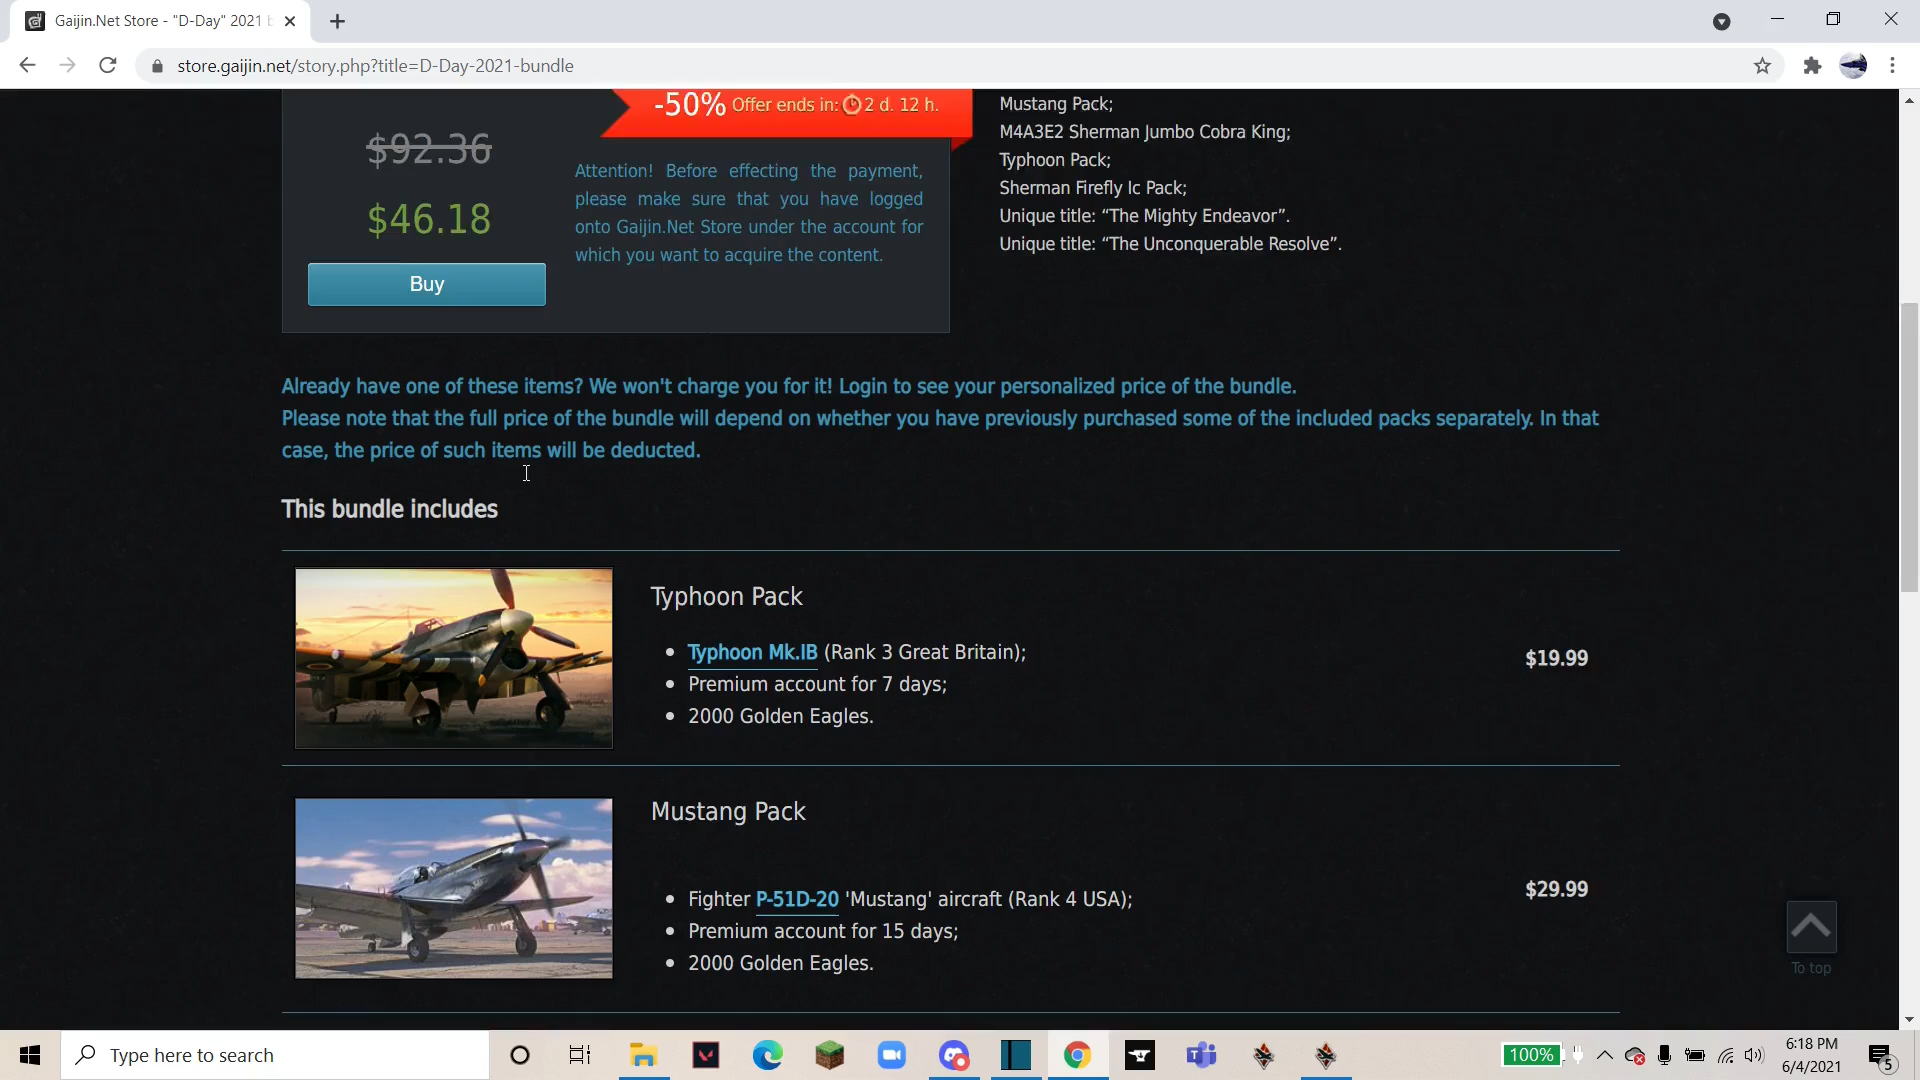 Gaijin.Net Store - "D-Day" 2021 b
store.gaijin.net/story.php?title=D-Day-2021-bundle
-50% Offer ends in: 2 d. 12 h.
$92.36
$46.18
Buy
Attention! Before effecting the payment,
please make sure that you have logged
onto Gaijin.Net Store under the account for
which you want to acquire the content.
Mustang Pack;
M4A3E2 Sherman Jumbo Cobra King;
Typhoon Pack;
Sherman Firefly Ic Pack;
Unique title: “The Mighty Endeavor”.
Unique title: “The Unconquerable Resolve”.
Already have one of these items? We won't charge you for it! Login to see your personalized price of the bundle.
Please note that the full price of the bundle will depend on whether you have previously purchased some of the included packs separately. In that
case, the price of such items will be deducted.
This bundle includes
Typhoon Pack
Typhoon Mk.IB (Rank 3 Great Britain);
Premium account for 7 days;
2000 Golden Eagles.
$19.99
Mustang Pack
Fighter P-51D-20 'Mustang' aircraft (Rank 4 USA);
Premium account for 15 days;
2000 Golden Eagles.
$29.99
To top
Type here to search
100%
6:18 PM
6/4/2021
5